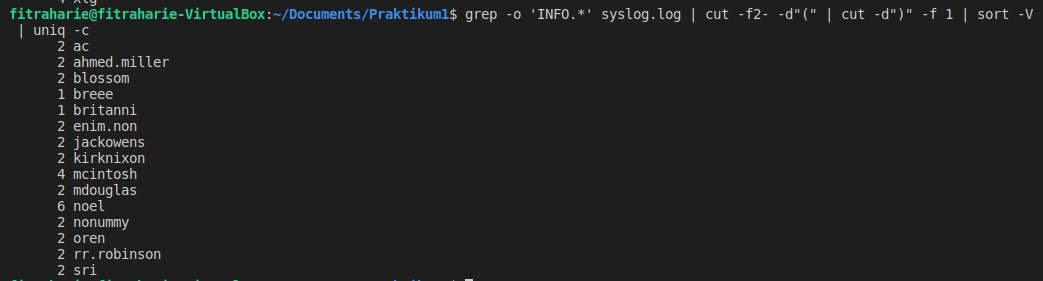 fitraharie@fitraharie-VirtualBox:~/Documents/Praktikum1$ grep -o 'INFO.*' syslog.log | cut -f2- -d"(" | cut -d")" -f 1 | sort -V
| uniq -c
2 ac
2 ahmed.miller
2 blossom
1 breee
1 britanni
2 enim.non
2 jackowens
2 kirknixon
4 mcintosh
2 mdouglas
6 noel
2 nonummy
2 oren
2 rr.robinson
2 sri